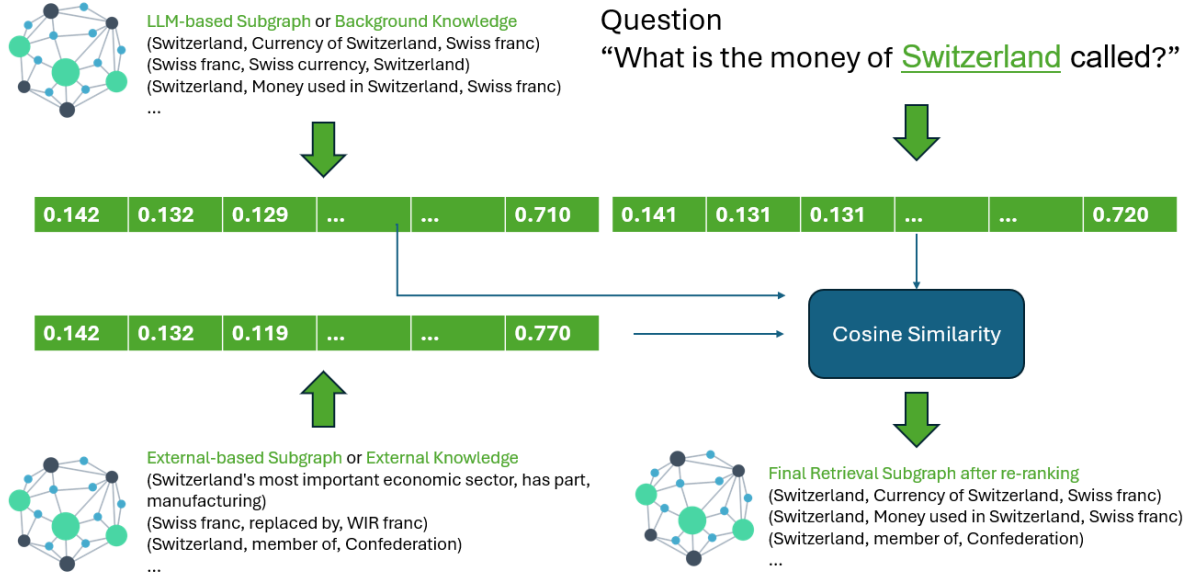 LLM-based Subgraph or Background Knowledge
(Switzerland, Currency of Switzerland, Swiss franc)
(Swiss franc, Swiss currency, Switzerland)
(Switzerland, Money used in Switzerland, Swiss franc)
...
Question
“What is the money of Switzerland called?”
0.142 0.132 0.129 ... ... 0.710
0.141 0.131 0.131 ... ... 0.720
0.142 0.132 0.119 ... ... 0.770
Cosine Similarity
External-based Subgraph or External Knowledge
(Switzerland's most important economic sector, has part,
manufacturing)
(Swiss franc, replaced by, WIR franc)
(Switzerland, member of, Confederation)
...
Final Retrieval Subgraph after re-ranking
(Switzerland, Currency of Switzerland, Swiss franc)
(Switzerland, Money used in Switzerland, Swiss franc)
(Switzerland, member of, Confederation)
...